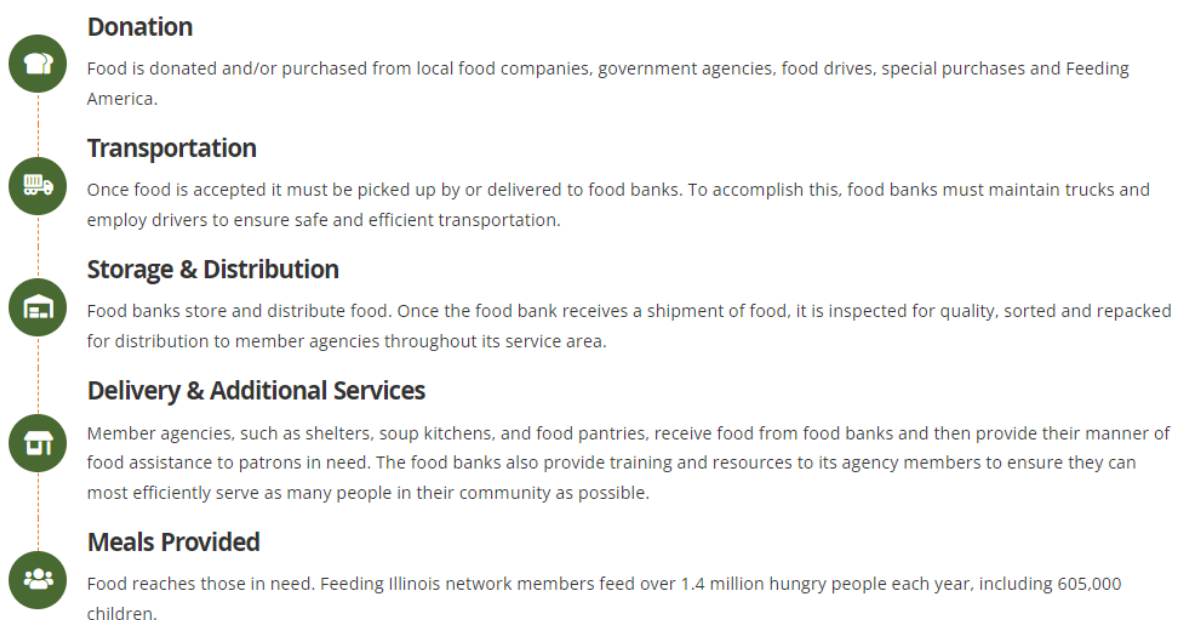 Donation
Food is donated and/or purchased from local food companies, government agencies, food drives, special purchases and Feeding
America.
Transportation
Once food is accepted it must be picked up by or delivered to food banks. To accomplish this, food banks must maintain trucks and
employ drivers to ensure safe and efficient transportation.
Storage & Distribution
Food banks store and distribute food. Once the food bank receives a shipment of food, it is inspected for quality, sorted and repacked
for distribution to member agencies throughout its service area.
Delivery & Additional Services
Member agencies, such as shelters, soup kitchens, and food pantries, receive food from food banks and then provide their manner of
food assistance to patrons in need. The food banks also provide training and resources to its agency members to ensure they can
most efficiently serve as many people in their community as possible.
Meals Provided
Food reaches those in need. Feeding Illinois network members feed over 1.4 million hungry people each year, including 605,000
children.